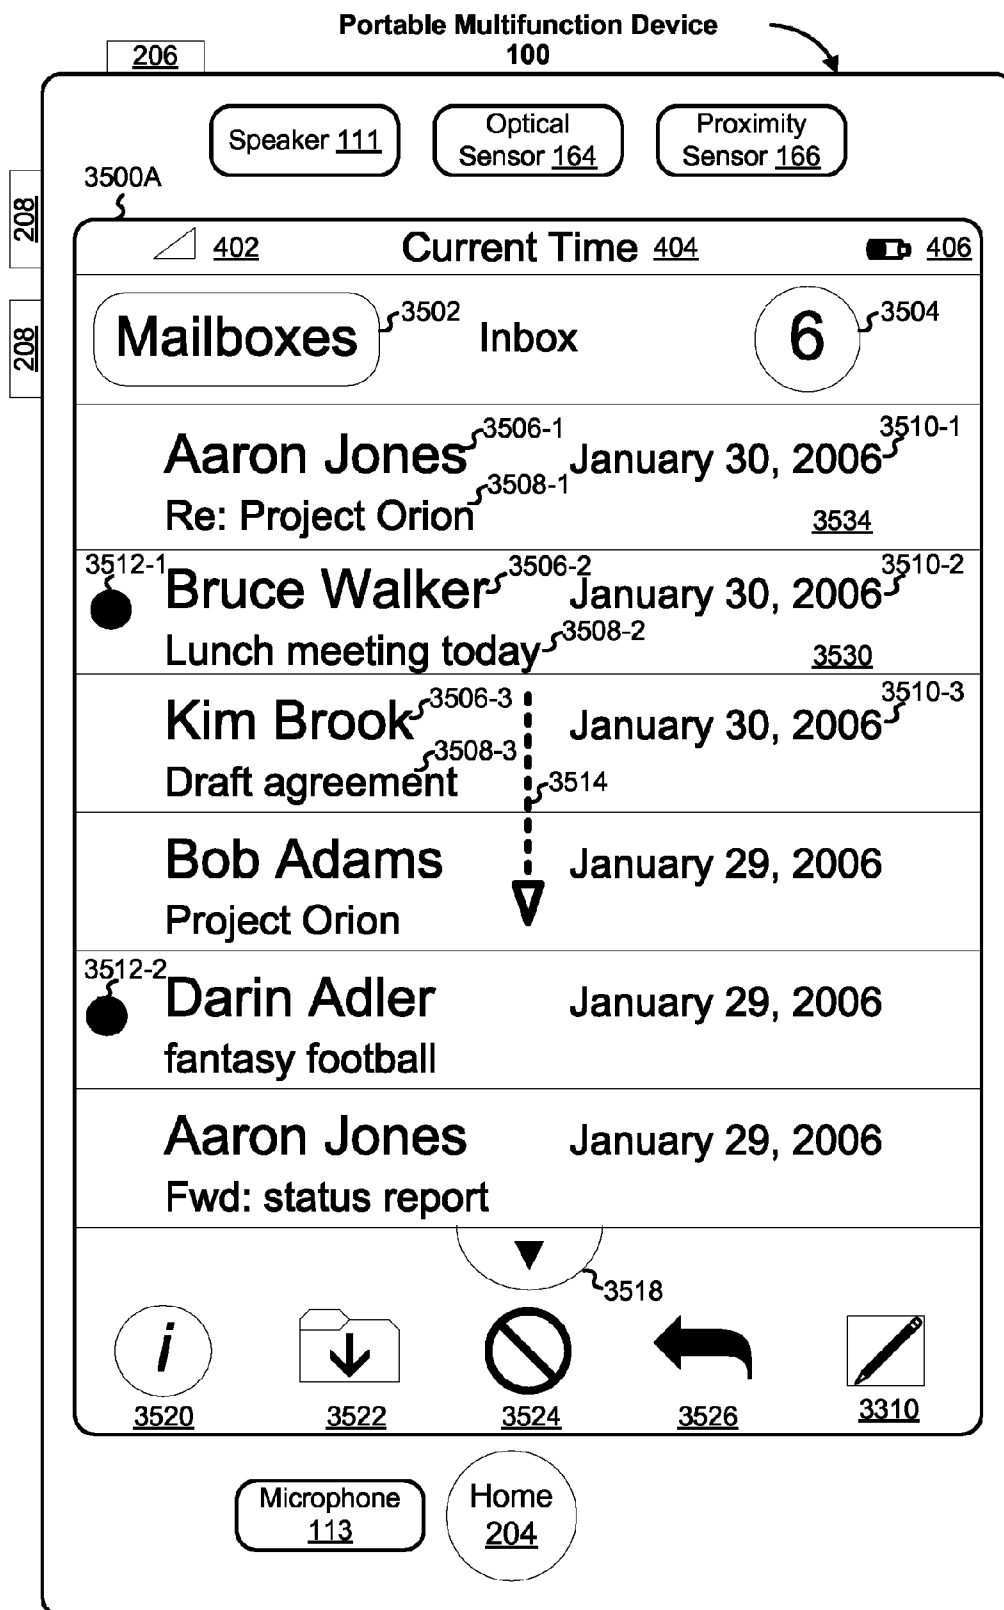 Portable Multifunction Device
100
206
Speaker 111
Optical
Sensor 164
Proximity
Sensor 166
3500A
208
208
402
Current Time 404
406
Mailboxes
3502
Inbox
6
3504
Aaron Jones
3506-1
January 30, 2006
3510-1
Re: Project Orion
3508-1
3534
3512-1
Bruce Walker
3506-2
January 30, 2006
3510-2
Lunch meeting today
3508-2
3530
Kim Brook
3506-3
January 30, 2006
3510-3
Draft agreement
3508-3
3514
Bob Adams
January 29, 2006
Project Orion
3512-2
Darin Adler
January 29, 2006
fantasy football
Aaron Jones
January 29, 2006
Fwd: status report
3518
i
3520
3522
3524
3526
3310
Microphone
113
Home
204